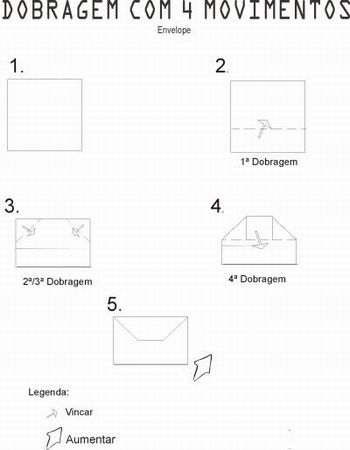 DOBRAGEM COM 4 MOVIMENTOS
Envelope
1.
2.
1ª Dobragem
3.
4.
2ª/3ª Dobragem
4ª Dobragem
5.
Legenda:
Vincar
Aumentar